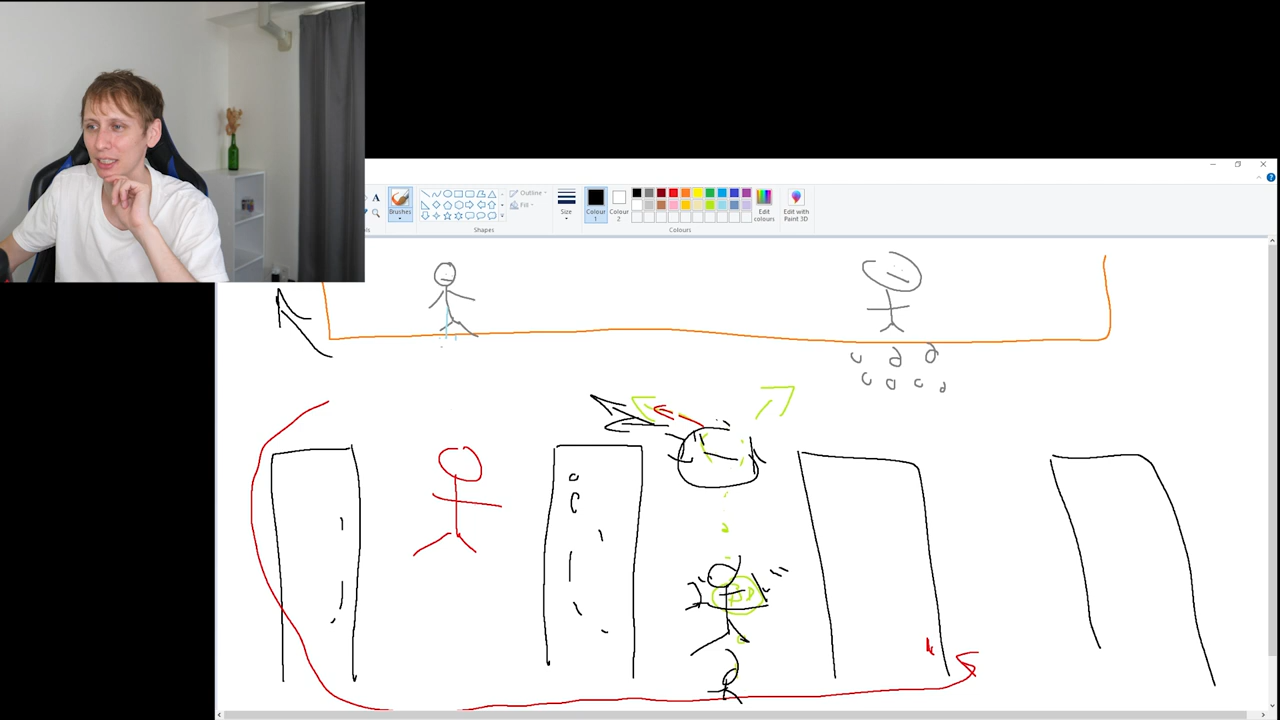 A
Outline
Fill
Brushes
Size
Colour 1
Colour 2
Edit colours
Edit with Paint 3D
Shapes
Colours